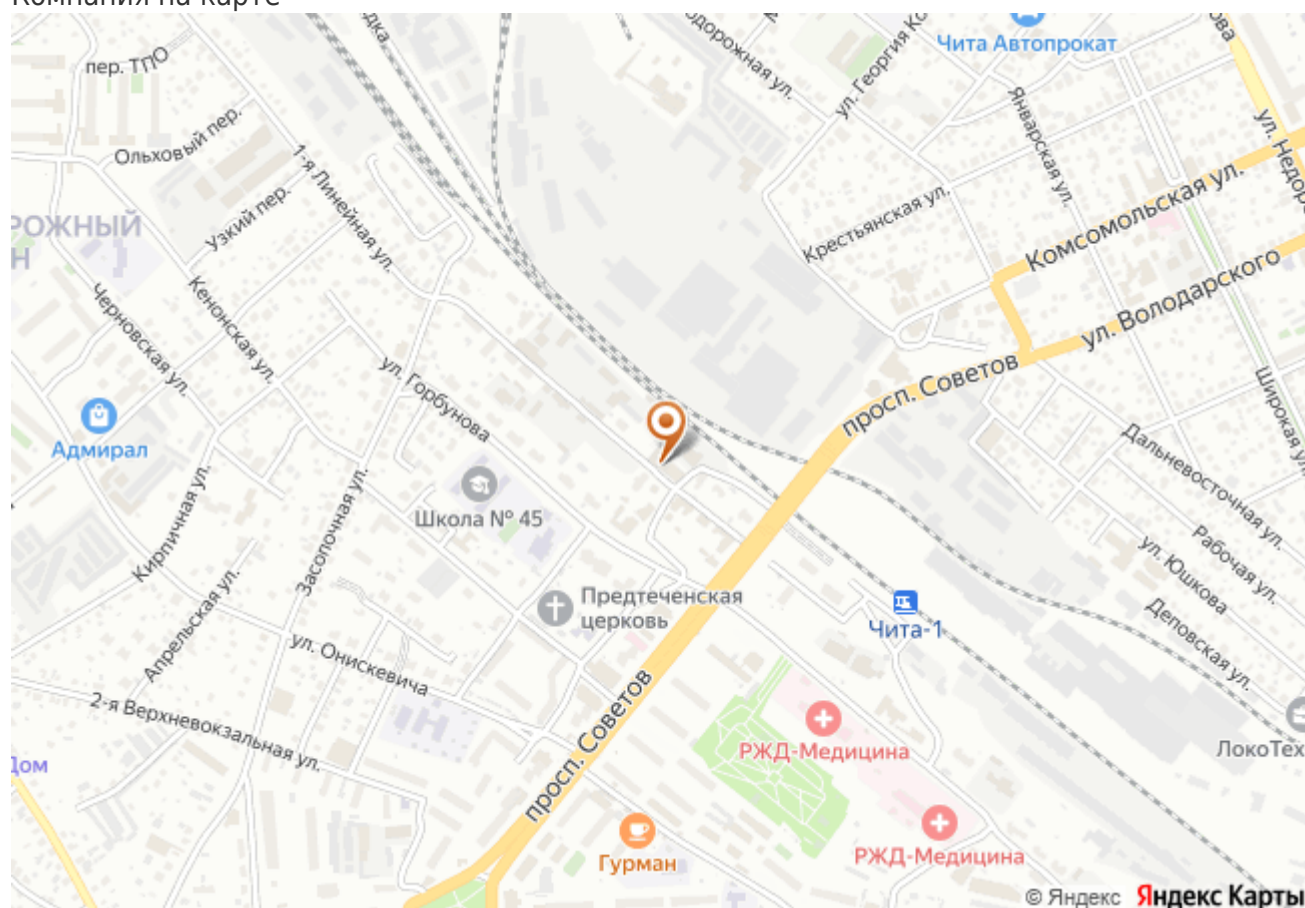 Компания на карте
пер. ТПО
Чита Автопрокат
ул. Георгия Ко
Ольховый пер.
1-я Линейная ул.
Январская ул.
ул. Недор
Узкий пер.
РОЖНЫЙ
Н
Крестьянская ул.
Комсомольская ул.
ул. Володарского
Черновская ул.
Кенонская ул.
ул. Горбунова
просп. Советов
Широкая ул.
Адмирал
Дальневосточная ул.
Школа № 45
Кирпичная ул.
Засопочная ул.
Рабочая ул.
ул. Юшкова
Апрельская ул.
Предтеченская
церковь
Чита-1
Деповская ул.
ул. Онискевича
2-я Верхневокзальная ул.
просп. Советов
РЖД-Медицина
ЛокоТех
Дом
Гурман
РЖД-Медицина
© Яндекс Яндекс Карты